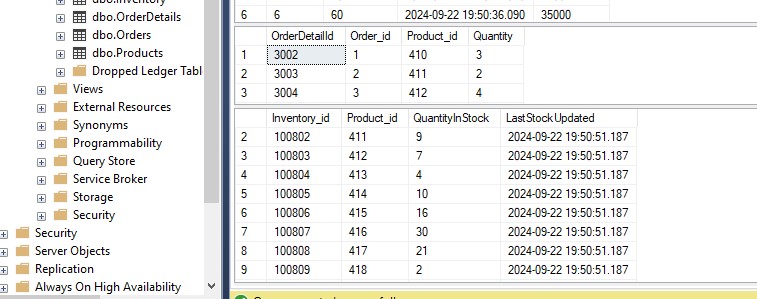 dbo.OrderDetails
dbo.Orders
dbo.Products
Dropped Ledger Tabl
Views
External Resources
Synonyms
Programmability
Query Store
Service Broker
Storage
Security
Security
Server Objects
Replication
Always On High Availability
6 6 60 2024-09-22 19:50:36.090 35000
OrderDetailId Order_id Product_id Quantity
1 3002 1 410 3
2 3003 2 411 2
3 3004 3 412 4
Inventory_id Product_id QuantityInStock LastStockUpdated
2 100802 411 9 2024-09-22 19:50:51.187
3 100803 412 7 2024-09-22 19:50:51.187
4 100804 413 4 2024-09-22 19:50:51.187
5 100805 414 10 2024-09-22 19:50:51.187
6 100806 415 16 2024-09-22 19:50:51.187
7 100807 416 30 2024-09-22 19:50:51.187
8 100808 417 21 2024-09-22 19:50:51.187
9 100809 418 2 2024-09-22 19:50:51.187